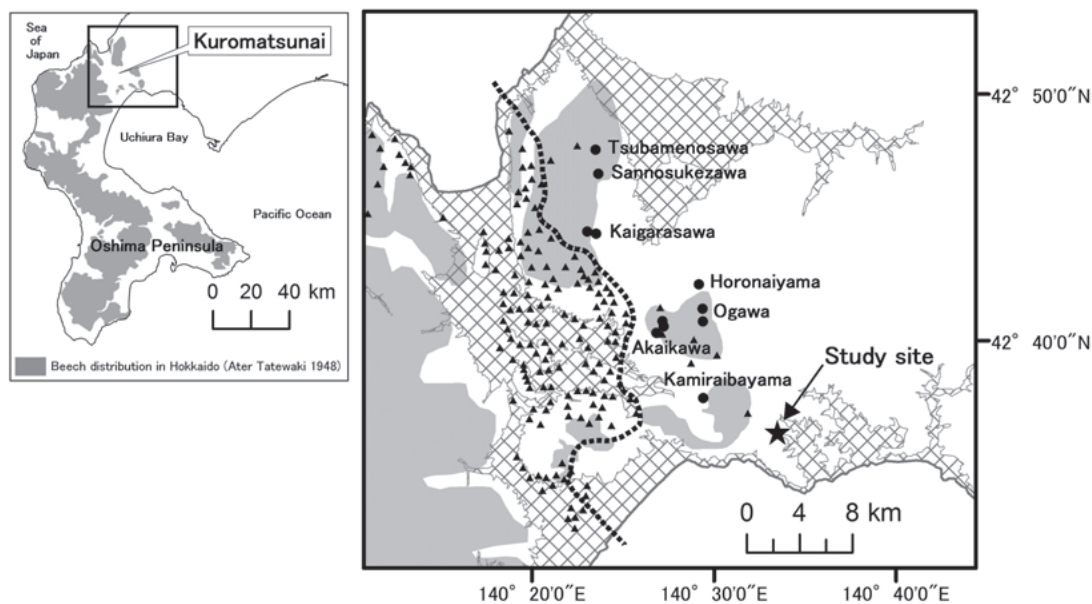 Sea
of
Japan
Kuromatsunai
Uchiura Bay
Pacific Ocean
Oshima Peninsula
0 20 40 km
Beech distribution in Hokkaido (Ater Tatewaki 1948)
Tsubamenosawa
Sannosukezawa
Kaigarasawa
Horonaiyama
Ogawa
Akaikawa
Kamiraibayama
Study site
0 4 8 km
42° 50'0"N
42° 40'0"N
140° 20'0"E
140° 30'0"E
140° 40'0"E